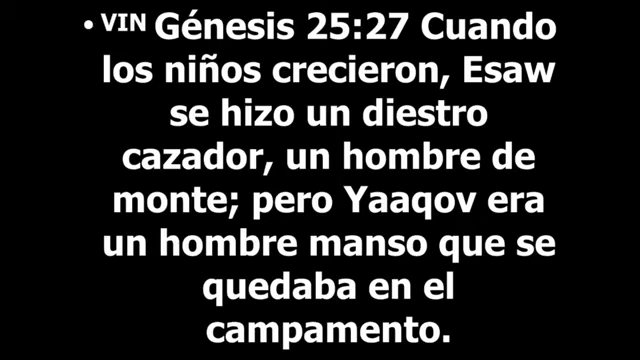 • VIN Génesis 25:27 Cuando
los niños crecieron, Esaw
se hizo un diestro
cazador, un hombre de
monte; pero Yaaqov era
un hombre manso que se
quedaba en el
campamento.